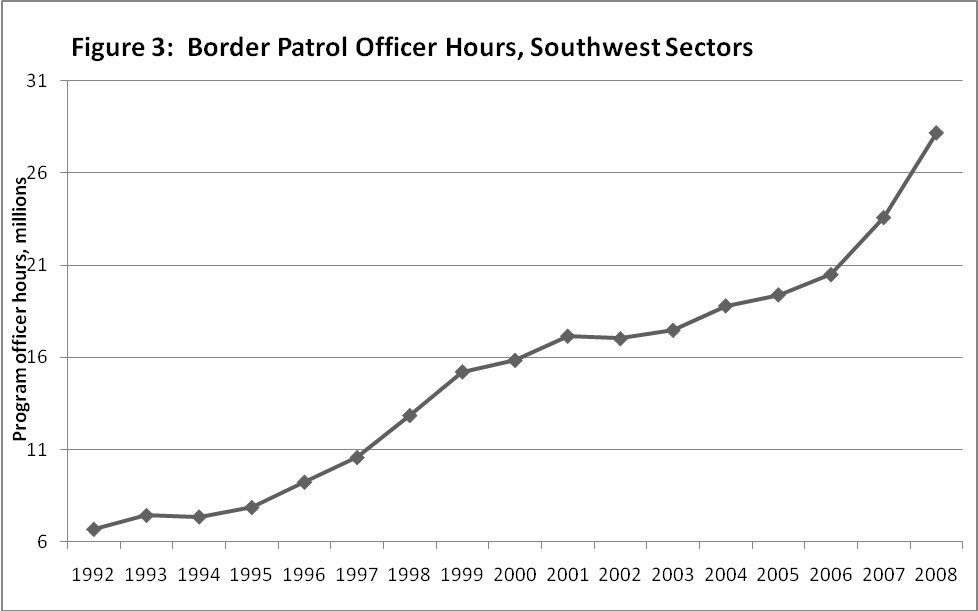 Figure 3: Border Patrol Officer Hours, Southwest Sectors
Program officer hours, millions
31
26
21
16
11
6
1992 1993 1994 1995 1996 1997 1998 1999 2000 2001 2002 2003 2004 2005 2006 2007 2008